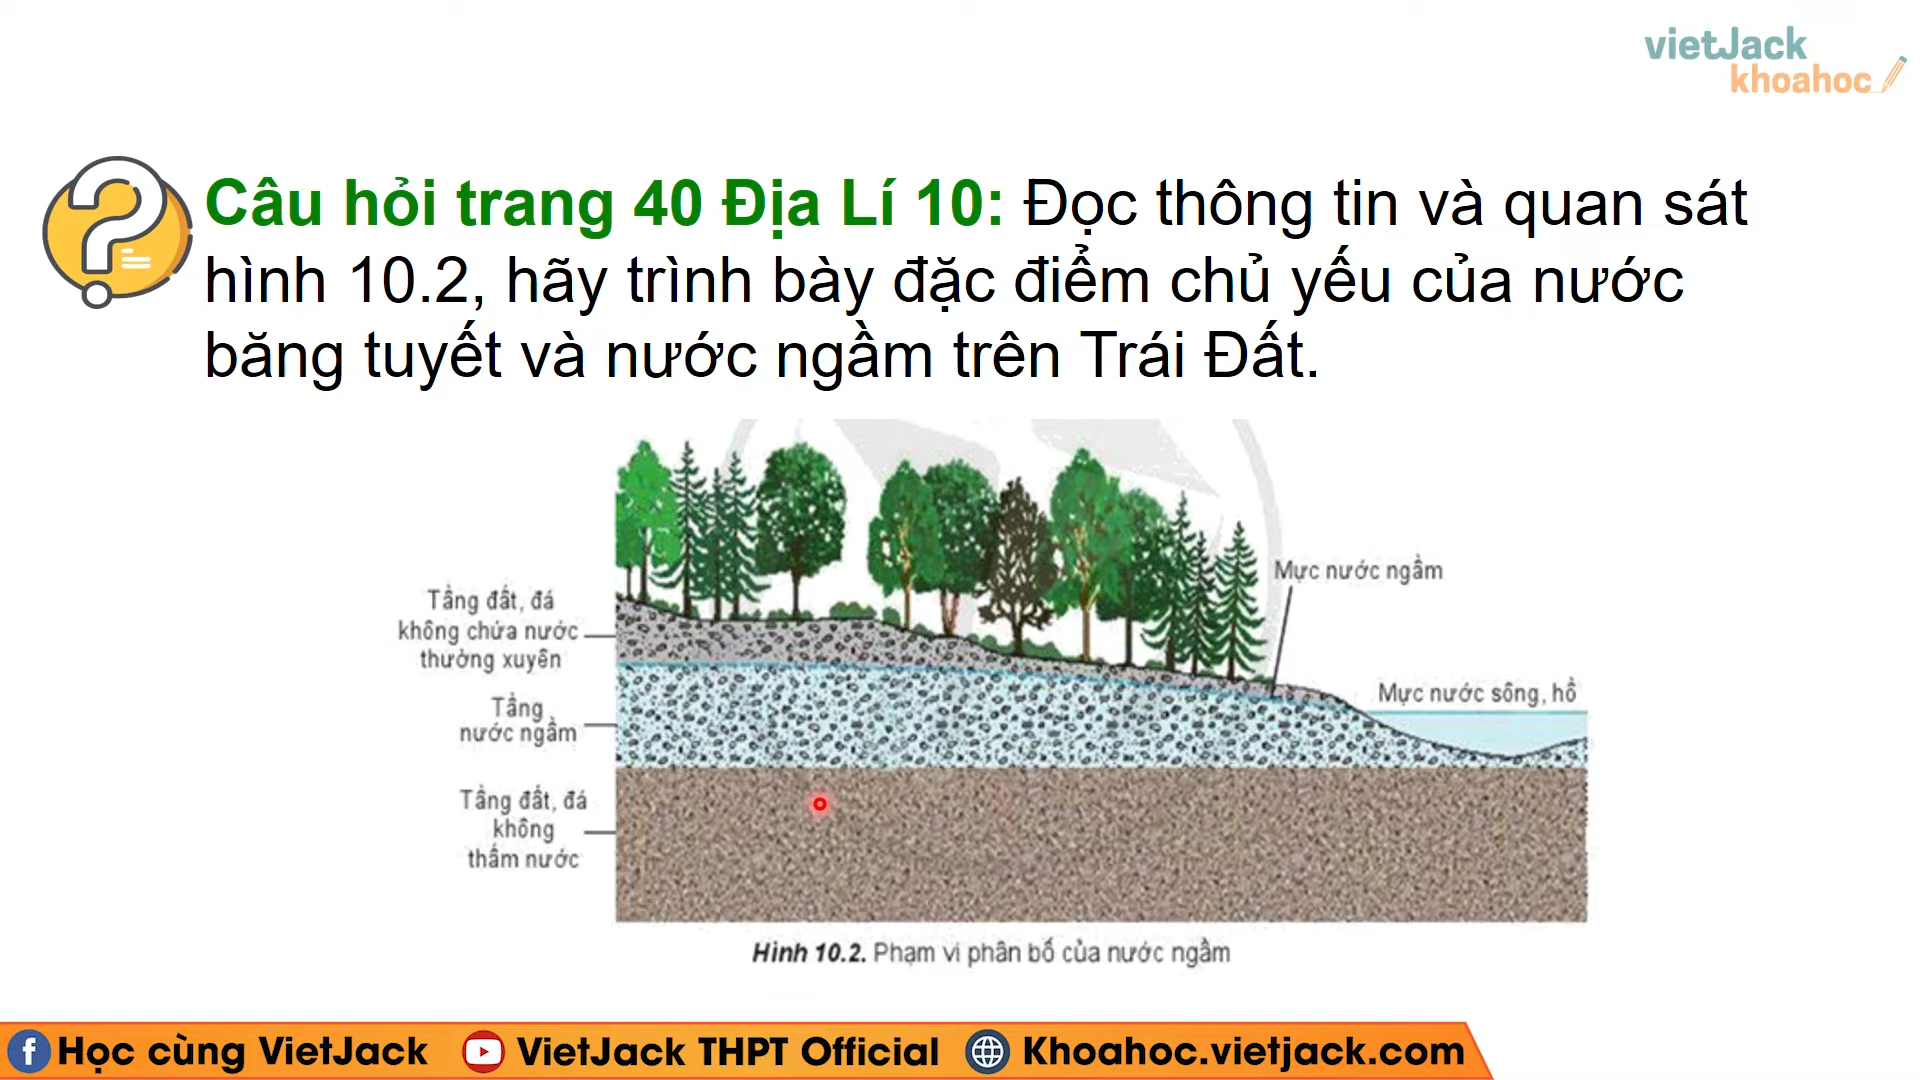 vietJack
khoahoc
Câu hỏi trang 40 Địa Lí 10: Đọc thông tin và quan sát
hình 10.2, hãy trình bày đặc điểm chủ yếu của nước
băng tuyết và nước ngầm trên Trái Đất.
Mực nước ngầm
Tầng đất, đá
không chứa nước
thường xuyên
Mực nước sông, hồ
Tầng
nước ngầm
Tầng đất, đá
không
thấm nước
Hình 10.2. Phạm vi phân bố của nước ngầm
Học cùng VietJack
VietJack THPT Official
Khoahoc.vietjack.com